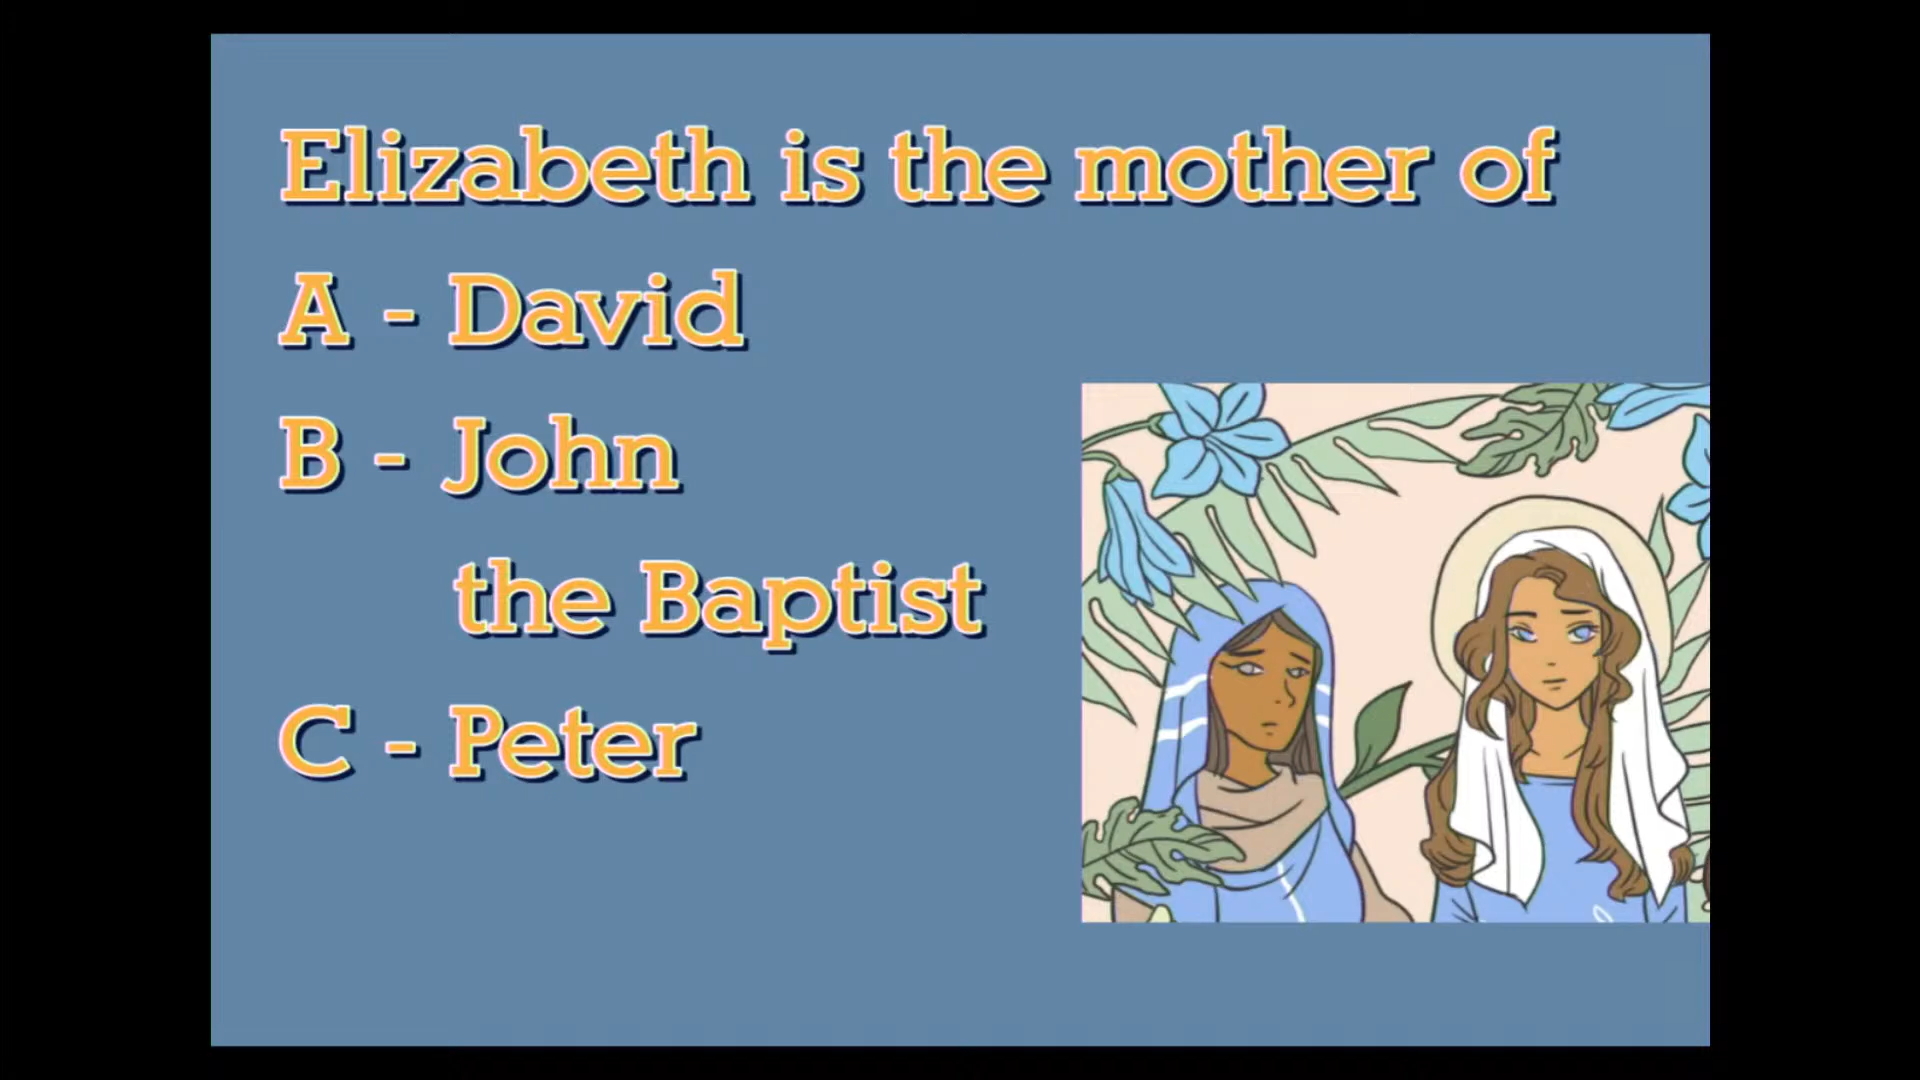 Elizabeth is the mother of
A - David
B - John
the Baptist
C - Peter